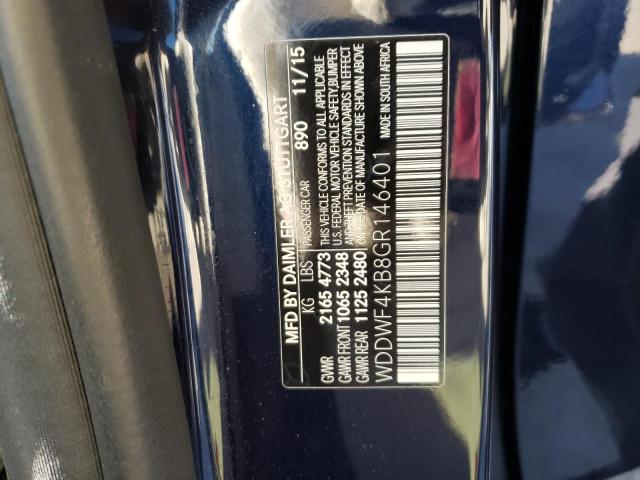 MFD BY DAIMLER AG STUTTGART
KG LBS PASSENGER CAR 890 11/15
GVWR 2165 4773 THIS VEHICLE CONFORMS TO ALL APPLICABLE
GAWR FRONT 1065 2348 U.S. FEDERAL MOTOR VEHICLE SAFETY, BUMPER
GAWR REAR 1125 2480 AND THEFT PREVENTION STANDARDS IN EFFECT
ON THE DATE OF MANUFACTURE SHOWN ABOVE
WDDWF4KB8GR146401 MADE IN SOUTH AFRICA